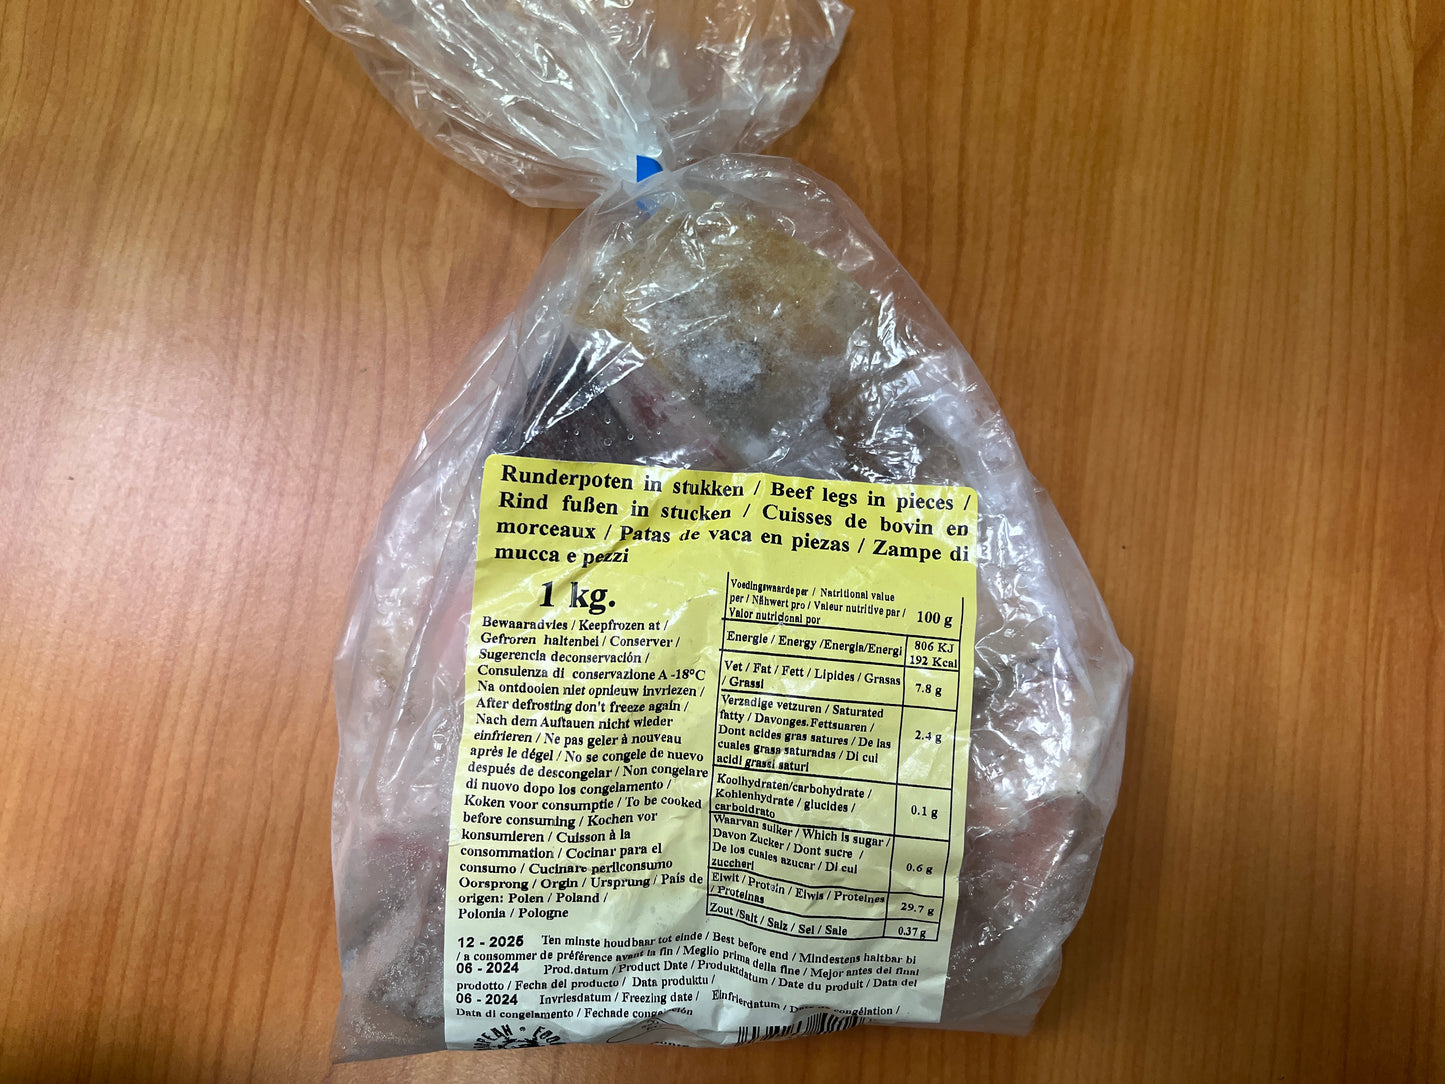 Runderpoten in stukken / Beef legs in pieces /
Rind fußen in stucken / Cuisses de bovin en
morceaux / Patas de vaca en piezas / Zampe di
mucca e pezzi
1 kg.
Bewaaradvies / Keepfrozen at /
Gefroren haltenbei / Conserver /
Sugerencia deconservación /
Consulenza di conservazione A -18°C
Na ontdooien niet opnieuw invriezen /
After defrosting don't freeze again /
Nach dem Auftauen nicht wieder
einfrieren / Ne pas geler à nouveau
après le dégel / No se congele de nuevo
después de descongelar / Non congelare
di nuovo dopo los congelamento /
Koken voor consumptie / To be cooked
before consuming / Kochen vor
konsumieren / Cuisson à la
consommation / Cocinar para el
consumo / Cucinare perilconsumo
Oorsprong / Orgin / Ursprung / País de
origen: Polen / Poland /
Polonia / Pologne
Voedingswaarde per / Natritional value
per / Nähwert pro / Valeur nutritive par /
Valor nutricional por
100 g
Energie / Energy /Energia/Energi
806 KJ
192 Kcal
Vet / Fat / Fett / Lipides / Grasas
/ Grassi
7.8 g
Verzadige vetzuren / Saturated
fatty / Davonges.Fettsuaren /
Dont acides gras satures / De las
cuales grasa saturadas / Di cui
acidi grassi saturi
2.4 g
Koolhydraten/carbohydrate /
Kohlenhydrate / glucides /
carboidrato
0.1 g
Waarvan suiker / Which is sugar /
Davon Zucker / Dont sucre /
De los cuales azucar / Di cui
zuccheri
0.6 g
Eiwit / Protein / Eiwis / Proteines
/ Proteinas
29.7 g
Zout /Salt / Salz / Sel / Sale
0.37 g
12 - 2025 Ten minste houdbaar tot einde / Best before end / Mindestens haltbar bi
/ a consommer de préférence avant la fin / Meglio prima della fine / Mejor antes del final
06 - 2024 Prod.datum / Product Date / Produktdatum / Date du produit / Data del
prodotto / Fecha del producto / Data produktu /
06 - 2024 Invriesdatum / Freezing date / Einfrierdatum / Date de congélation /
Data di congelamento / Fechade congelación